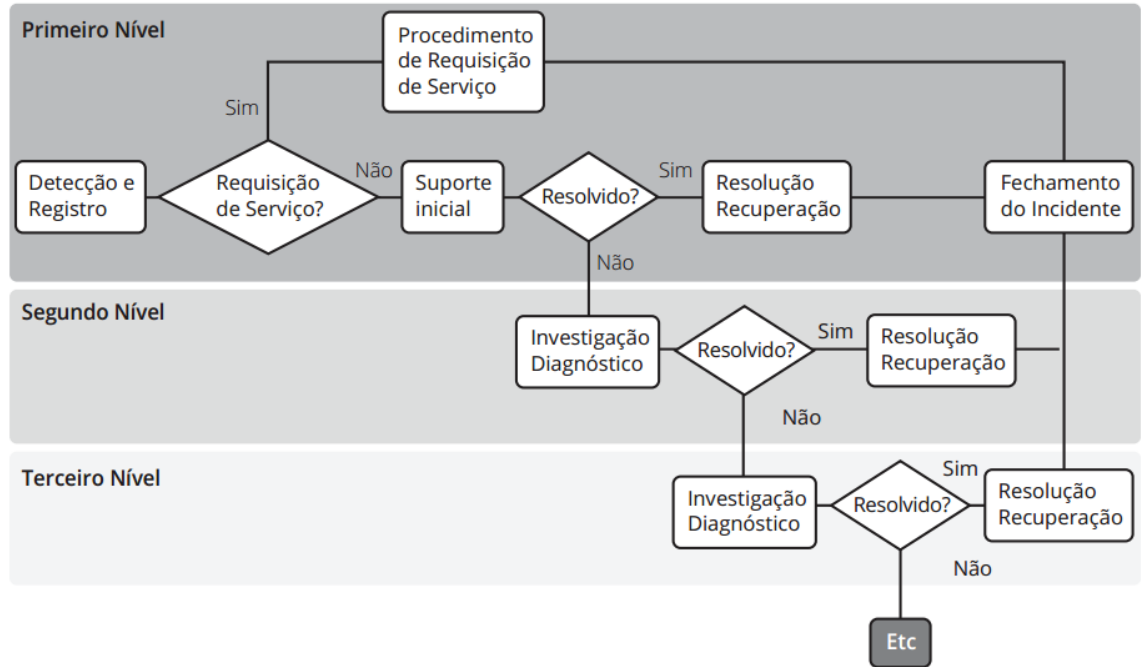 Primeiro Nível
Procedimento
de Requisição
de Serviço
Sim
Detecção e
Registro
Requisição
de Serviço?
Não
Suporte
inicial
Resolvido?
Sim
Resolução
Recuperação
Fechamento
do Incidente
Não
Segundo Nível
Investigação
Diagnóstico
Resolvido?
Sim
Resolução
Recuperação
Não
Terceiro Nível
Investigação
Diagnóstico
Resolvido?
Sim
Resolução
Recuperação
Não
Etc